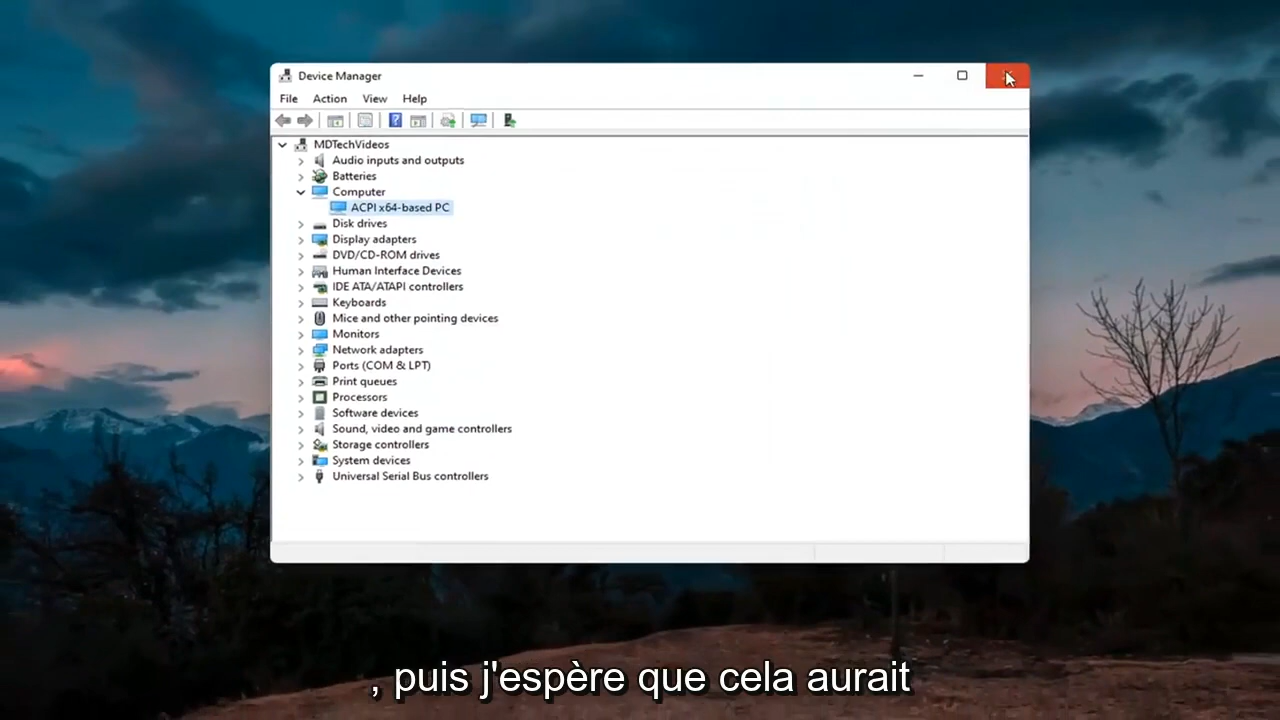 Device Manager
File Action View Help
MDTechVideos
Audio inputs and outputs
Batteries
Computer
ACPI x64-based PC
Disk drives
Display adapters
DVD/CD-ROM drives
Human Interface Devices
IDE ATA/ATAPI controllers
Keyboards
Mice and other pointing devices
Monitors
Network adapters
Ports (COM & LPT)
Print queues
Processors
Software devices
Sound, video and game controllers
Storage controllers
System devices
Universal Serial Bus controllers
, puis j'espère que cela aurait